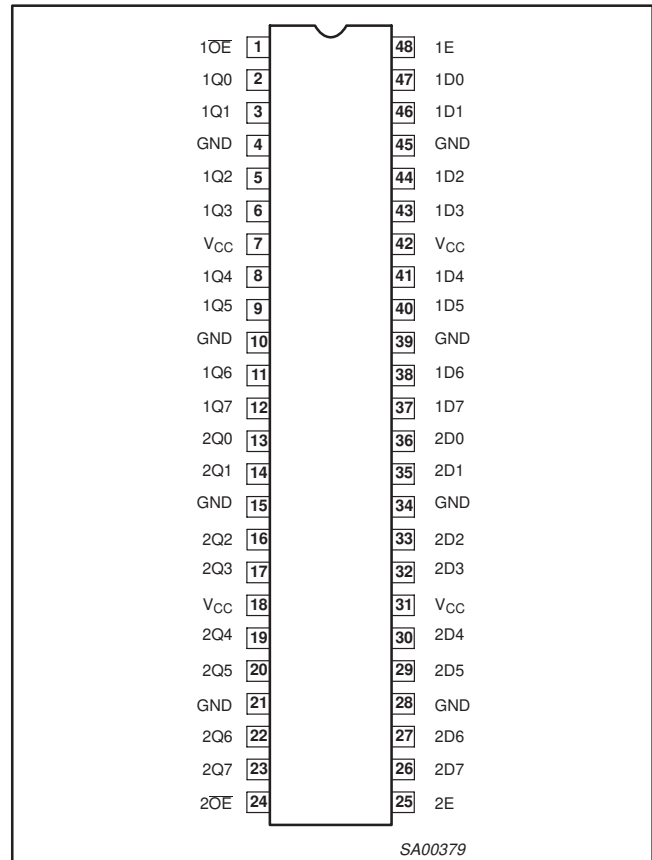 1O̅E̅ 1 48 1E
1Q0 2 47 1D0
1Q1 3 46 1D1
GND 4 45 GND
1Q2 5 44 1D2
1Q3 6 43 1D3
VCC 7 42 VCC
1Q4 8 41 1D4
1Q5 9 40 1D5
GND 10 39 GND
1Q6 11 38 1D6
1Q7 12 37 1D7
2Q0 13 36 2D0
2Q1 14 35 2D1
GND 15 34 GND
2Q2 16 33 2D2
2Q3 17 32 2D3
VCC 18 31 VCC
2Q4 19 30 2D4
2Q5 20 29 2D5
GND 21 28 GND
2Q6 22 27 2D6
2Q7 23 26 2D7
2O̅E̅ 24 25 2E
SA00379